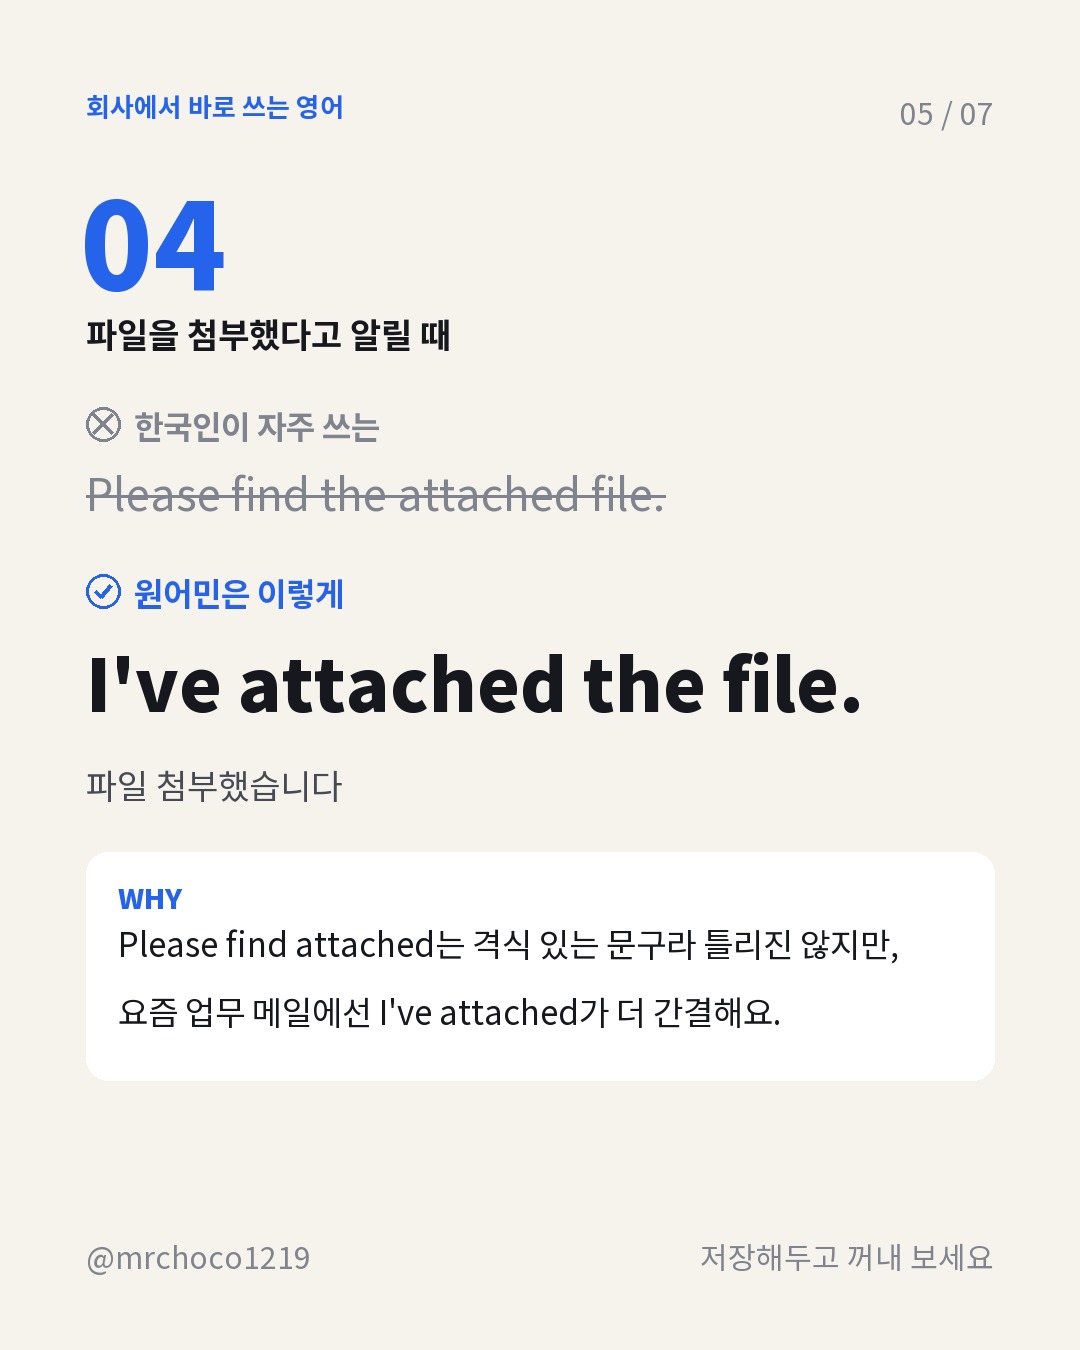 회사에서 바로 쓰는 영어
05 / 07
04
파일을 첨부했다고 알릴 때
한국인이 자주 쓰는
Please find the attached file.
원어민은 이렇게
I've attached the file.
파일 첨부했습니다
WHY
Please find attached는 격식 있는 문구라 틀리진 않지만,
요즘 업무 메일에선 I've attached가 더 간결해요.
@mrchoco1219
저장해두고 꺼내 보세요